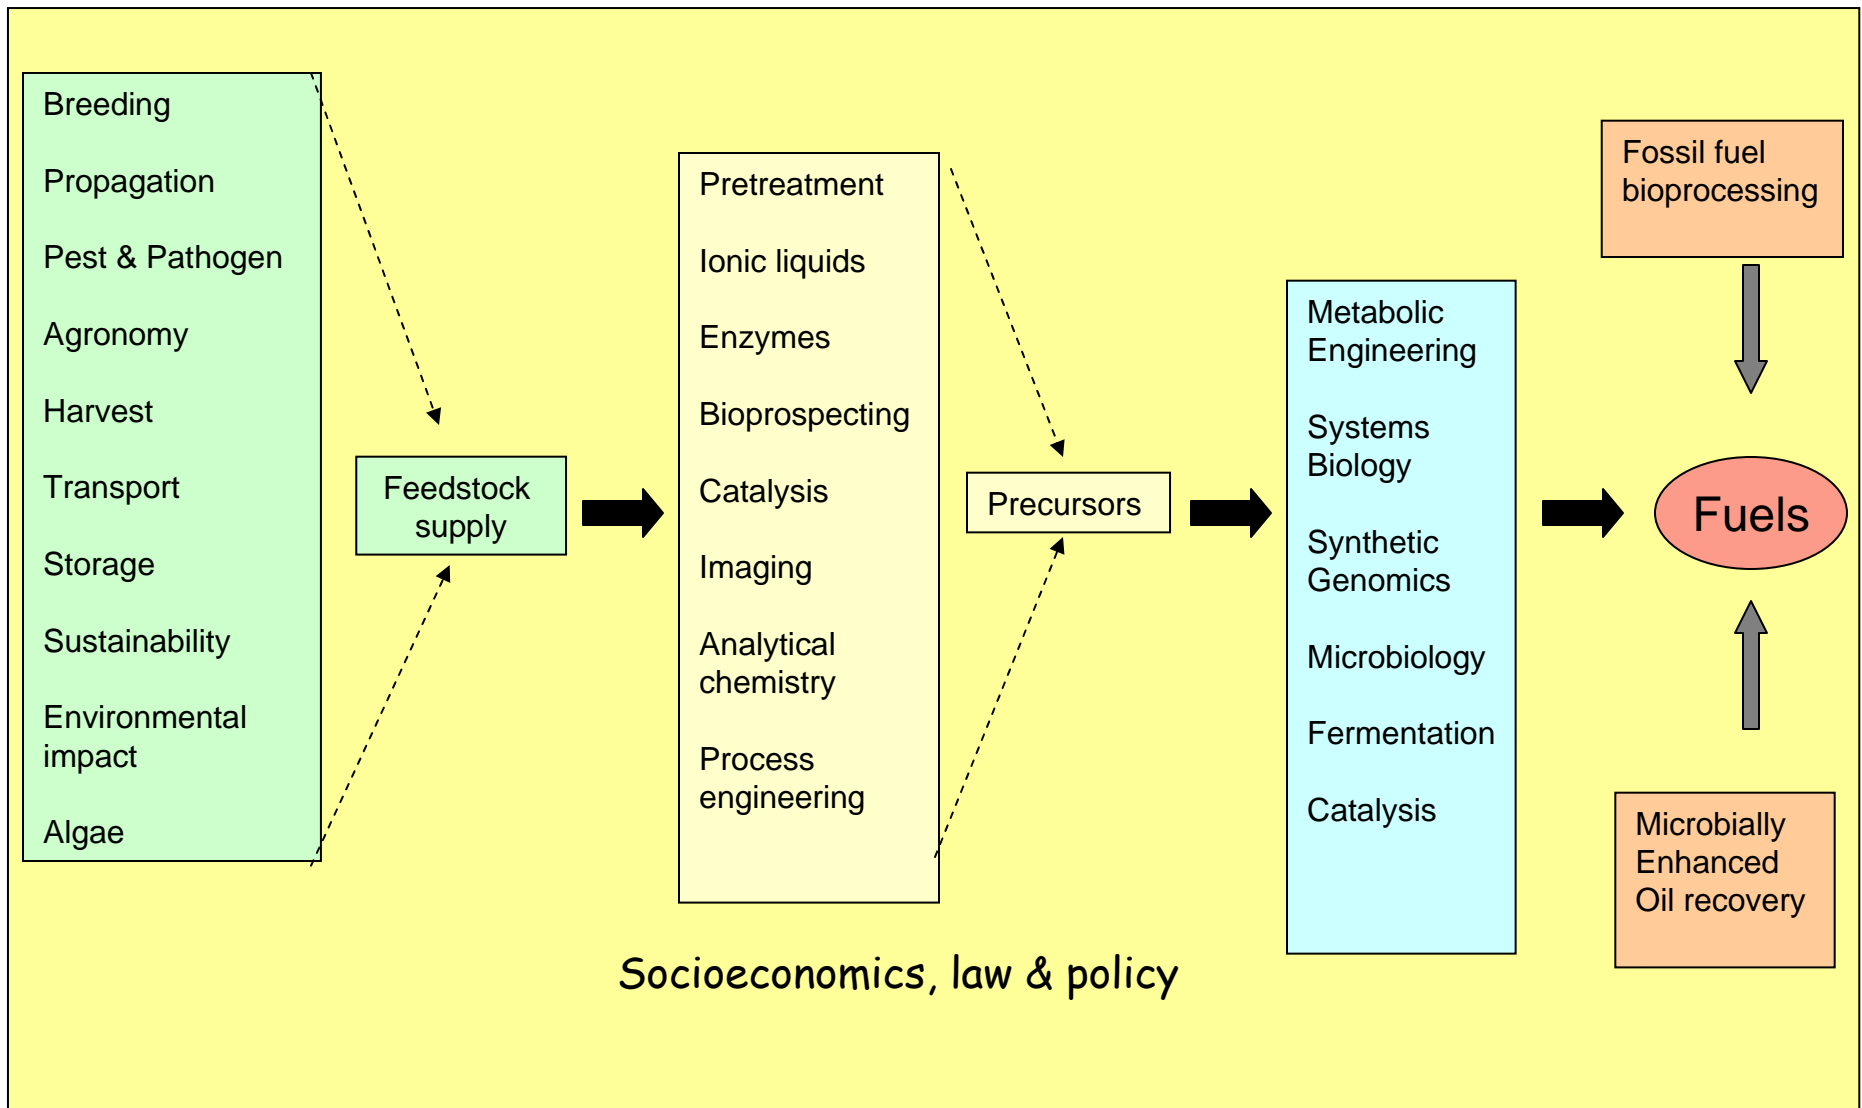 Breeding
Propagation
Pest & Pathogen
Agronomy
Harvest
Transport
Storage
Sustainability
Environmental
impact
Algae
Feedstock
supply
Pretreatment
Ionic liquids
Enzymes
Bioprospecting
Catalysis
Imaging
Analytical
chemistry
Process
engineering
Precursors
Metabolic
Engineering
Systems
Biology
Synthetic
Genomics
Microbiology
Fermentation
Catalysis
Fossil fuel
bioprocessing
Fuels
Microbially
Enhanced
Oil recovery
Socioeconomics, law & policy